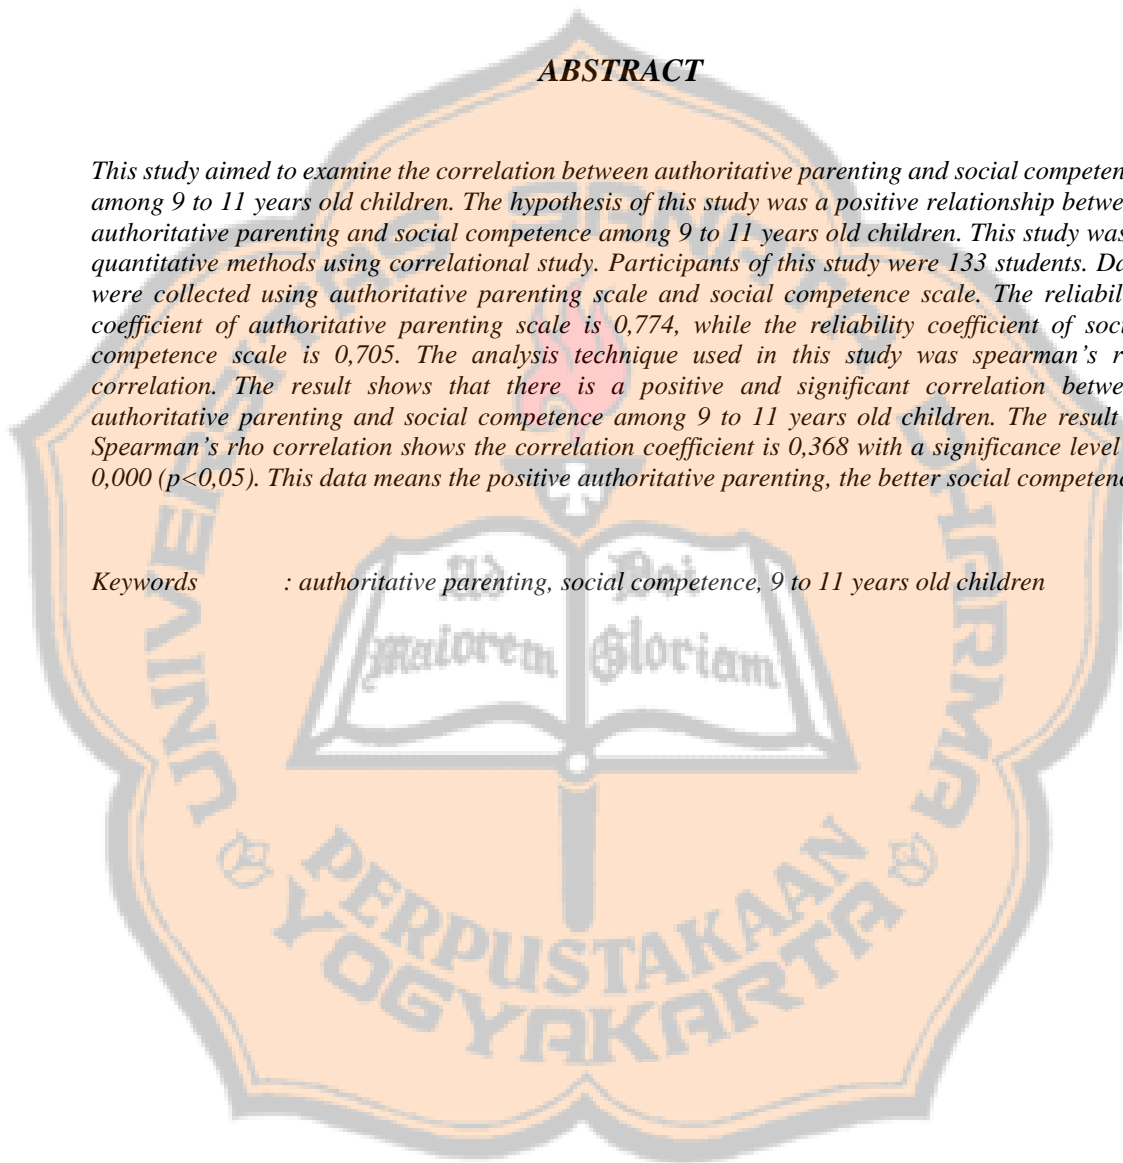 ABSTRACT
This study aimed to examine the correlation between authoritative parenting and social competen
among 9 to 11 years old children. The hypothesis of this study was a positive relationship betwe
authoritative parenting and social competence among 9 to 11 years old children. This study was
quantitative methods using correlational study. Participants of this study were 133 students. Da
were collected using authoritative parenting scale and social competence scale. The reliabil
coefficient of authoritative parenting scale is 0,774, while the reliability coefficient of soci
competence scale is 0,705. The analysis technique used in this study was spearman's r
correlation. The result shows that there is a positive and significant correlation betwe
authoritative parenting and social competence among 9 to 11 years old children. The result
Spearman's rho correlation shows the correlation coefficient is 0,368 with a significance level
0,000 (p<0,05). This data means the positive authoritative parenting, the better social competen
Keywords : authoritative parenting, social competence, 9 to 11 years old children
UNIVERSITAS SANATA DHARMA
Ad Dei
Maiorem Gloriam
PERPUSTAKAAN
YOGYAKARTA